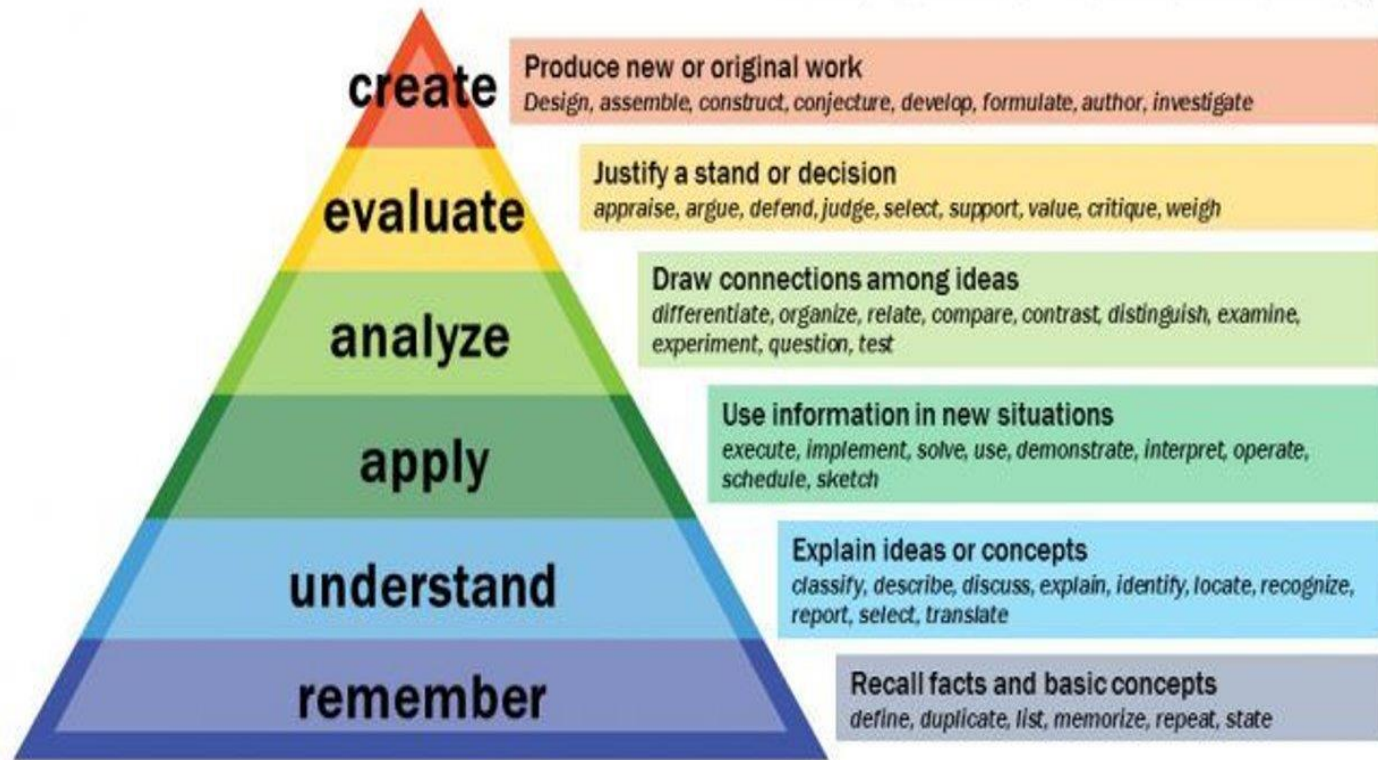 create
Produce new or original work
Design, assemble, construct, conjecture, develop, formulate, author, investigate
evaluate
Justify a stand or decision
appraise, argue, defend, judge, select, support, value, critique, weigh
analyze
Draw connections among ideas
differentiate, organize, relate, compare, contrast, distinguish, examine,
experiment, question, test
apply
Use information in new situations
execute, implement, solve, use, demonstrate, interpret, operate,
schedule, sketch
understand
Explain ideas or concepts
classify, describe, discuss, explain, identify, locate, recognize,
report, select, translate
remember
Recall facts and basic concepts
define, duplicate, list, memorize, repeat, state